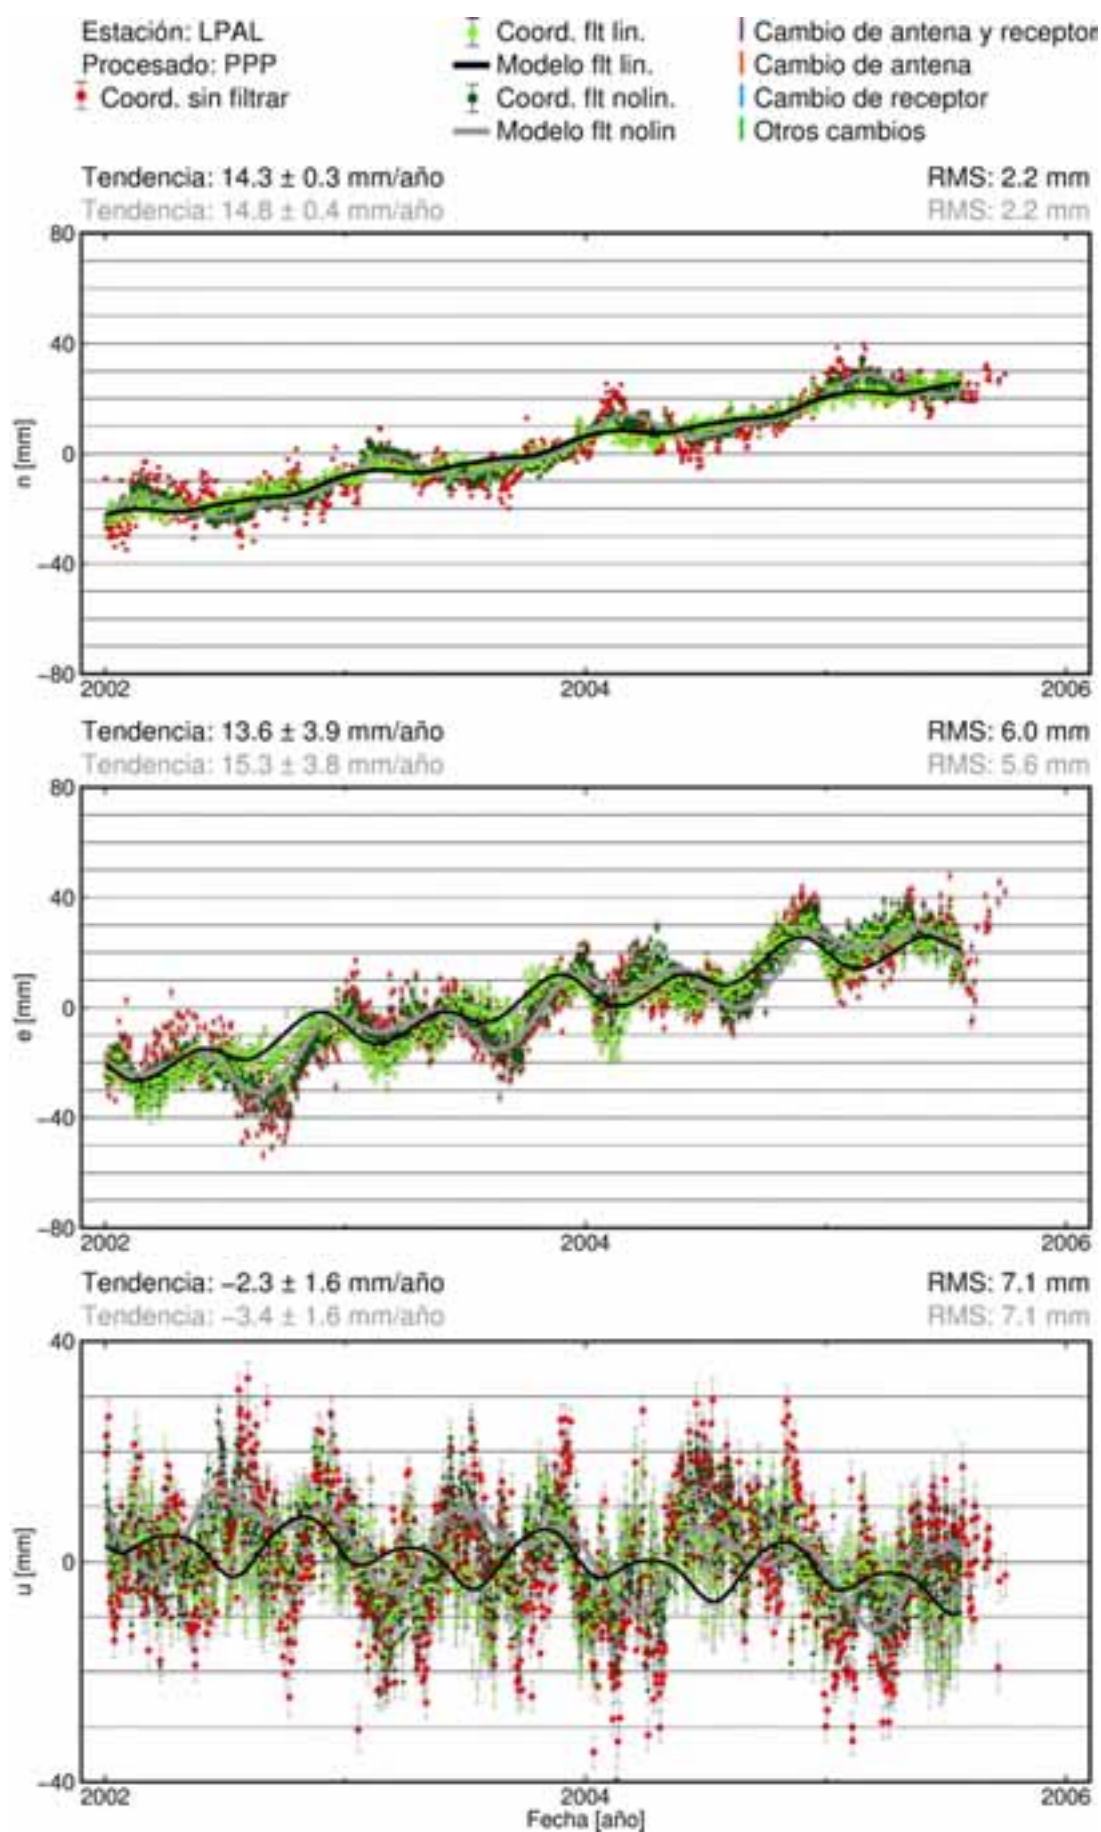 Estación: LPAL
Procesado: PPP
Coord. sin filtrar
Coord. flt lin.
Modelo flt lin.
Coord. flt nolin.
Modelo flt nolin
Cambio de antena y receptor
Cambio de antena
Cambio de receptor
Otros cambios
Tendencia: 14.3 ± 0.3 mm/año
RMS: 2.2 mm
Tendencia: 14.8 ± 0.4 mm/año
RMS: 2.2 mm
80
40
0
−40
−80
n [mm]
2002
2004
2006
Tendencia: 13.6 ± 3.9 mm/año
RMS: 6.0 mm
Tendencia: 15.3 ± 3.8 mm/año
RMS: 5.6 mm
80
40
0
−40
−80
e [mm]
2002
2004
2006
Tendencia: −2.3 ± 1.6 mm/año
RMS: 7.1 mm
Tendencia: −3.4 ± 1.6 mm/año
RMS: 7.1 mm
40
20
0
−20
−40
u [mm]
2002
2004
2006
Fecha [año]